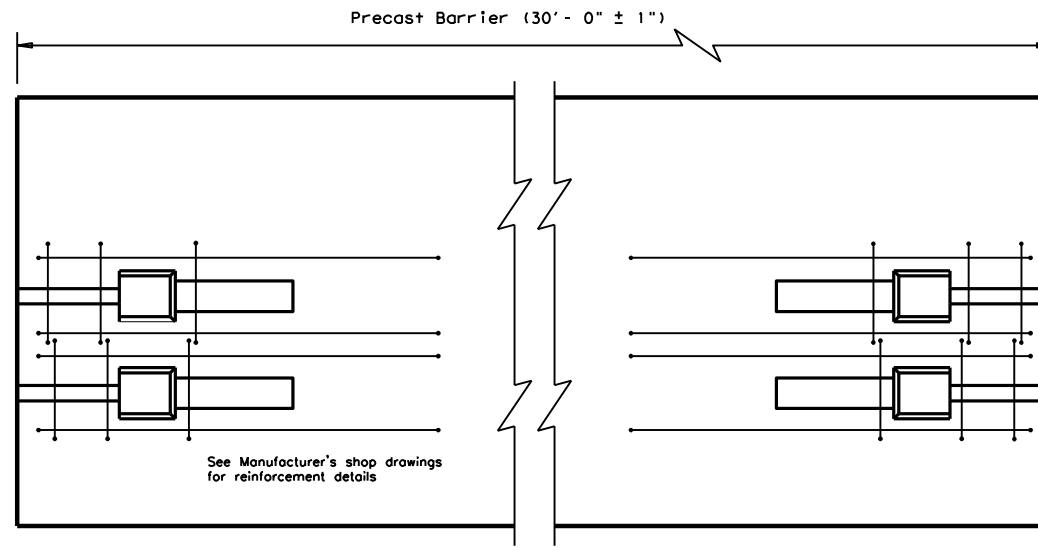 Precast Barrier (30'- 0" ± 1")
See Manufacturer's shop drawings
for reinforcement details